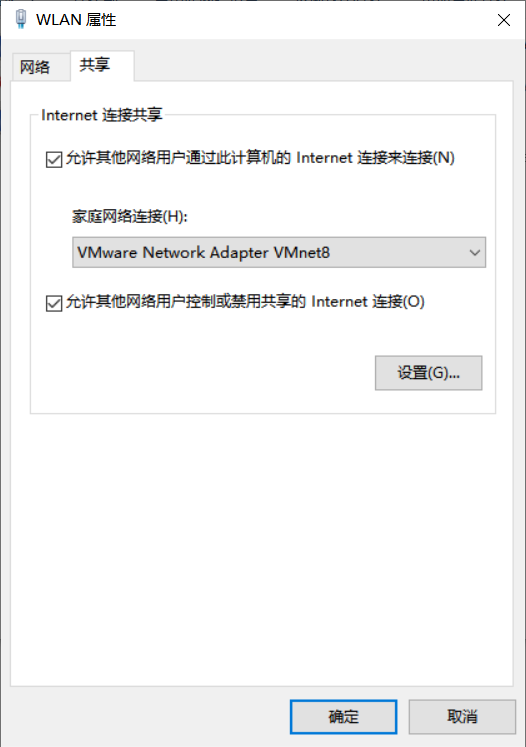 WLAN 属性
网络
共享
Internet 连接共享
允许其他网络用户通过此计算机的 Internet 连接来连接(N)
家庭网络连接(H):
VMware Network Adapter VMnet8
允许其他网络用户控制或禁用共享的 Internet 连接(O)
设置(G)...
确定
取消